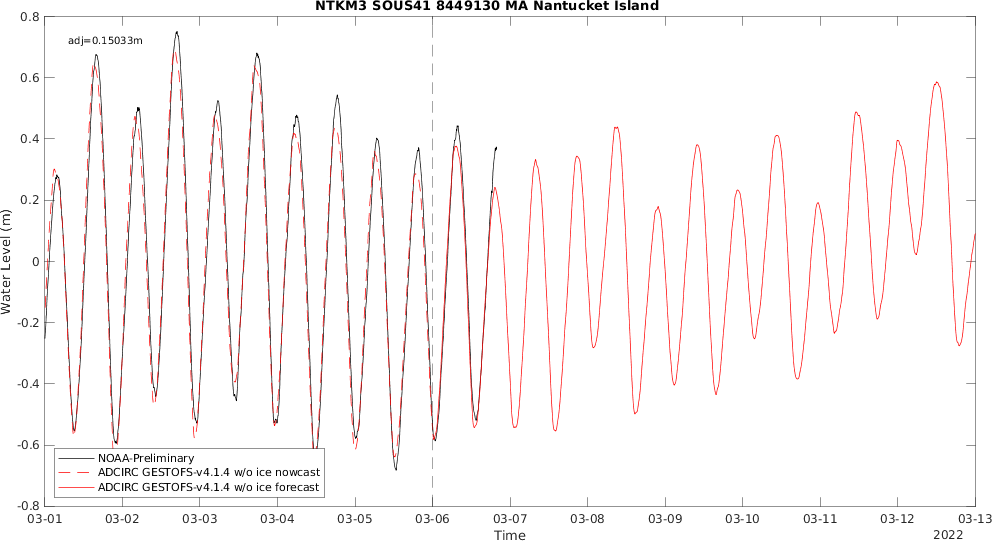 NTKM3 SOUS41 8449130 MA Nantucket Island
adj=0.15033m
0.8
0.6
0.4
0.2
0
-0.2
-0.4
-0.6
-0.8
Water Level (m)
NOAA-Preliminary
ADCIRC GESTOFS-v4.1.4 w/o ice nowcast
ADCIRC GESTOFS-v4.1.4 w/o ice forecast
03-01 03-02 03-03 03-04 03-05 03-06 03-07 03-08 03-09 03-10 03-11 03-12 03-13
Time
2022